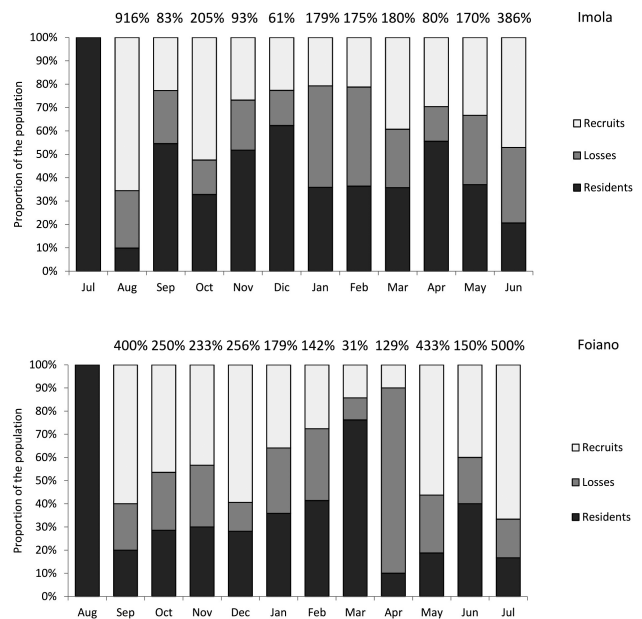 916% 83% 205% 93% 61% 179% 175% 180% 80% 170% 386% Imola
100%
90%
80%
70%
60%
50%
40%
30%
20%
10%
0%
Proportion of the population
Recruits
Losses
Residents
Jul Aug Sep Oct Nov Dic Jan Feb Mar Apr May Jun
400% 250% 233% 256% 179% 142% 31% 129% 433% 150% 500% Foiano
100%
90%
80%
70%
60%
50%
40%
30%
20%
10%
0%
Proportion of the population
Recruits
Losses
Residents
Aug Sep Oct Nov Dec Jan Feb Mar Apr May Jun Jul